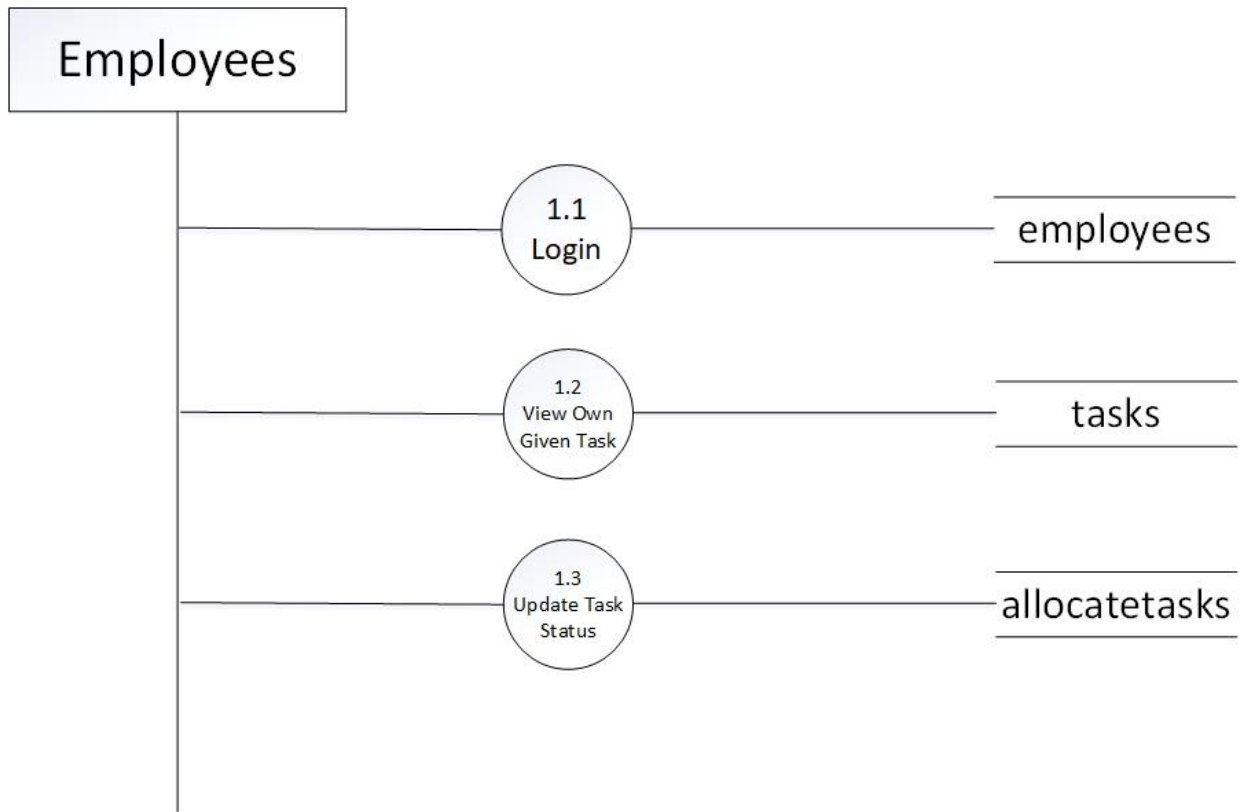 Employees
1.1
Login
employees
1.2
View Own
Given Task
tasks
1.3
Update Task
Status
allocatetasks